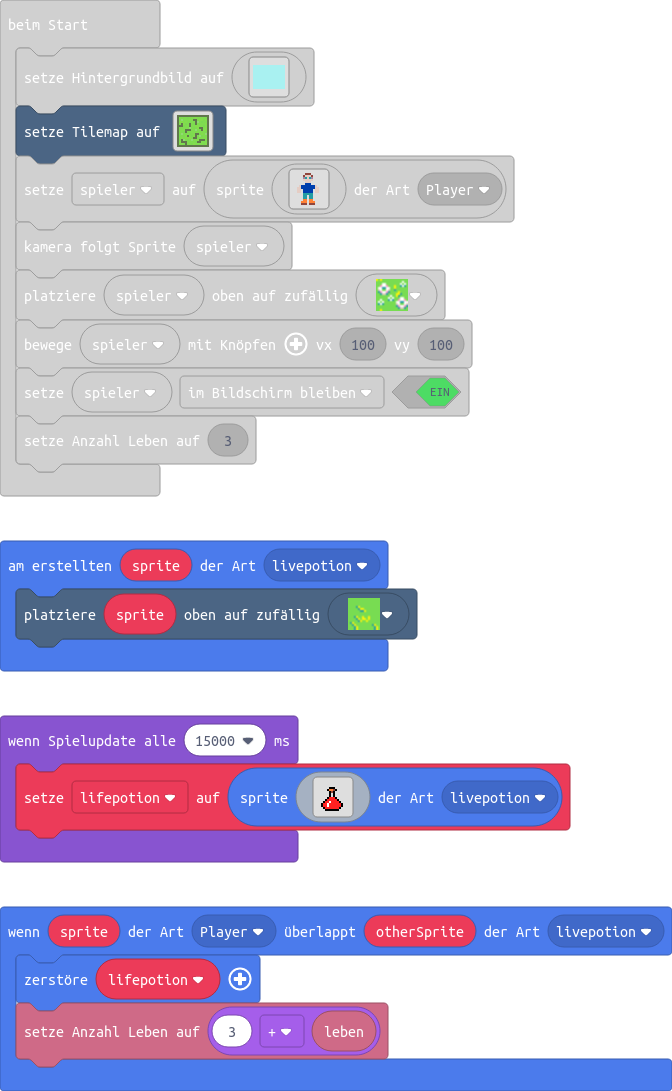 beim Start
setze Hintergrundbild auf
setze Tilemap auf
setze spieler auf sprite der Art Player
kamera folgt Sprite spieler
platziere spieler oben auf zufällig
bewege spieler mit Knöpfen vx 100 vy 100
setze spieler im Bildschirm bleiben EIN
setze Anzahl Leben auf 3
am erstellten sprite der Art livepotion
platziere sprite oben auf zufällig
wenn Spielupdate alle 15000 ms
setze lifepotion auf sprite der Art livepotion
wenn sprite der Art Player überlappt otherSprite der Art livepotion
zerstöre lifepotion
setze Anzahl Leben auf 3 + leben